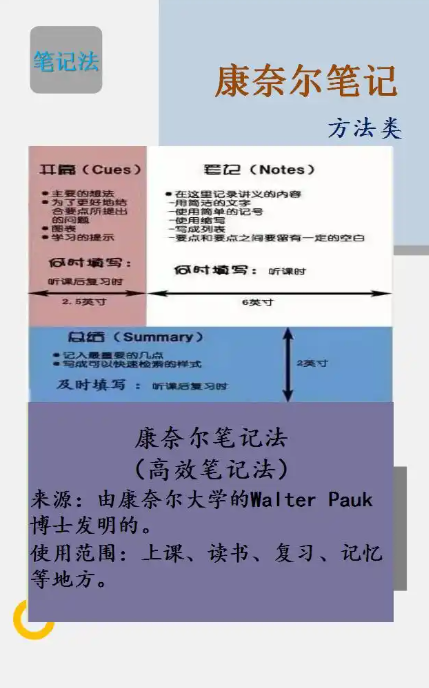 笔记法
康奈尔笔记
方法类
(Cues)
● 主要的想法
● 为了更好地结
合要点所提出
的问题
● 图表
● 学习的提示
何时填写：
听课后复习时
2.5英寸
笔记 (Notes)
● 在这里记录讲义的内容
-用简洁的文字
-使用简单的记号
-使用缩写
-写成列表
-要点和要点之间要留有一定的空白
何时填写： 听课时
6英寸
总结 (Summary)
● 记入最重要的几点
● 写成可以快速检索的样式
及时填写 ： 听课后复习时
2英寸
康奈尔笔记法
(高效笔记法)
来源：由康奈尔大学的Walter Pauk
博士发明的。
使用范围：上课、读书、复习、记忆
等地方。